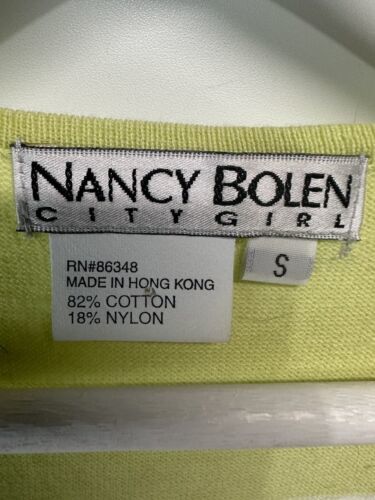 NANCY BOLEN
CITY GIRL
S
RN#86348
MADE IN HONG KONG
82% COTTON
18% NYLON